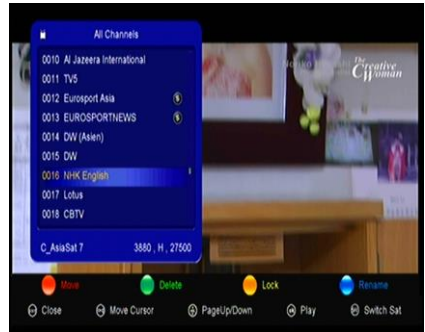 All Channels
0010 Al Jazeera International
0011 TV5
0012 Eurosport Asia
0013 EUROSPORTNEWS
0014 DW (Asien)
0015 DW
0016 NHK English
0017 Lotus
0018 CBTV
C_AsiaSat 7 3880 , H , 27500
The Creative Woman
Move Delete Lock Rename
Close Move Cursor PageUp/Down Play Switch Sat